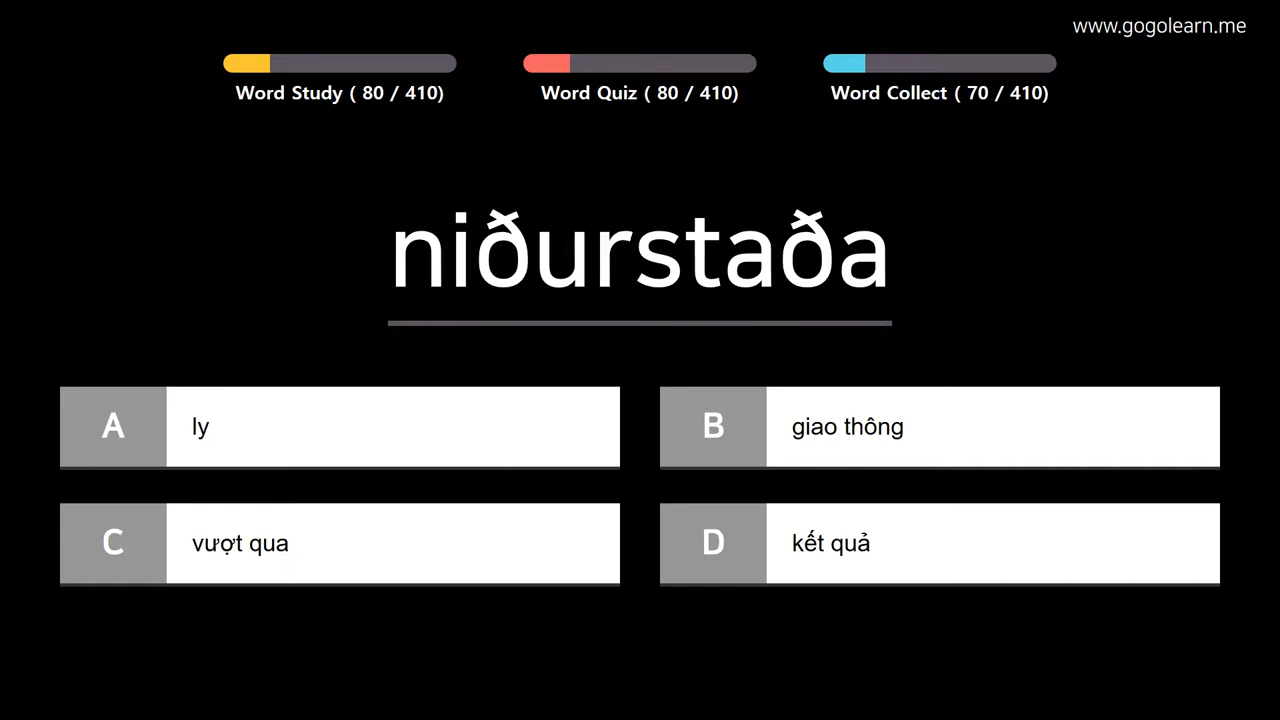 www.gogolearn.me
Word Study ( 80 / 410)
Word Quiz ( 80 / 410)
Word Collect ( 70 / 410)
niðurstaða
A ly
B giao thông
C vượt qua
D kết quả